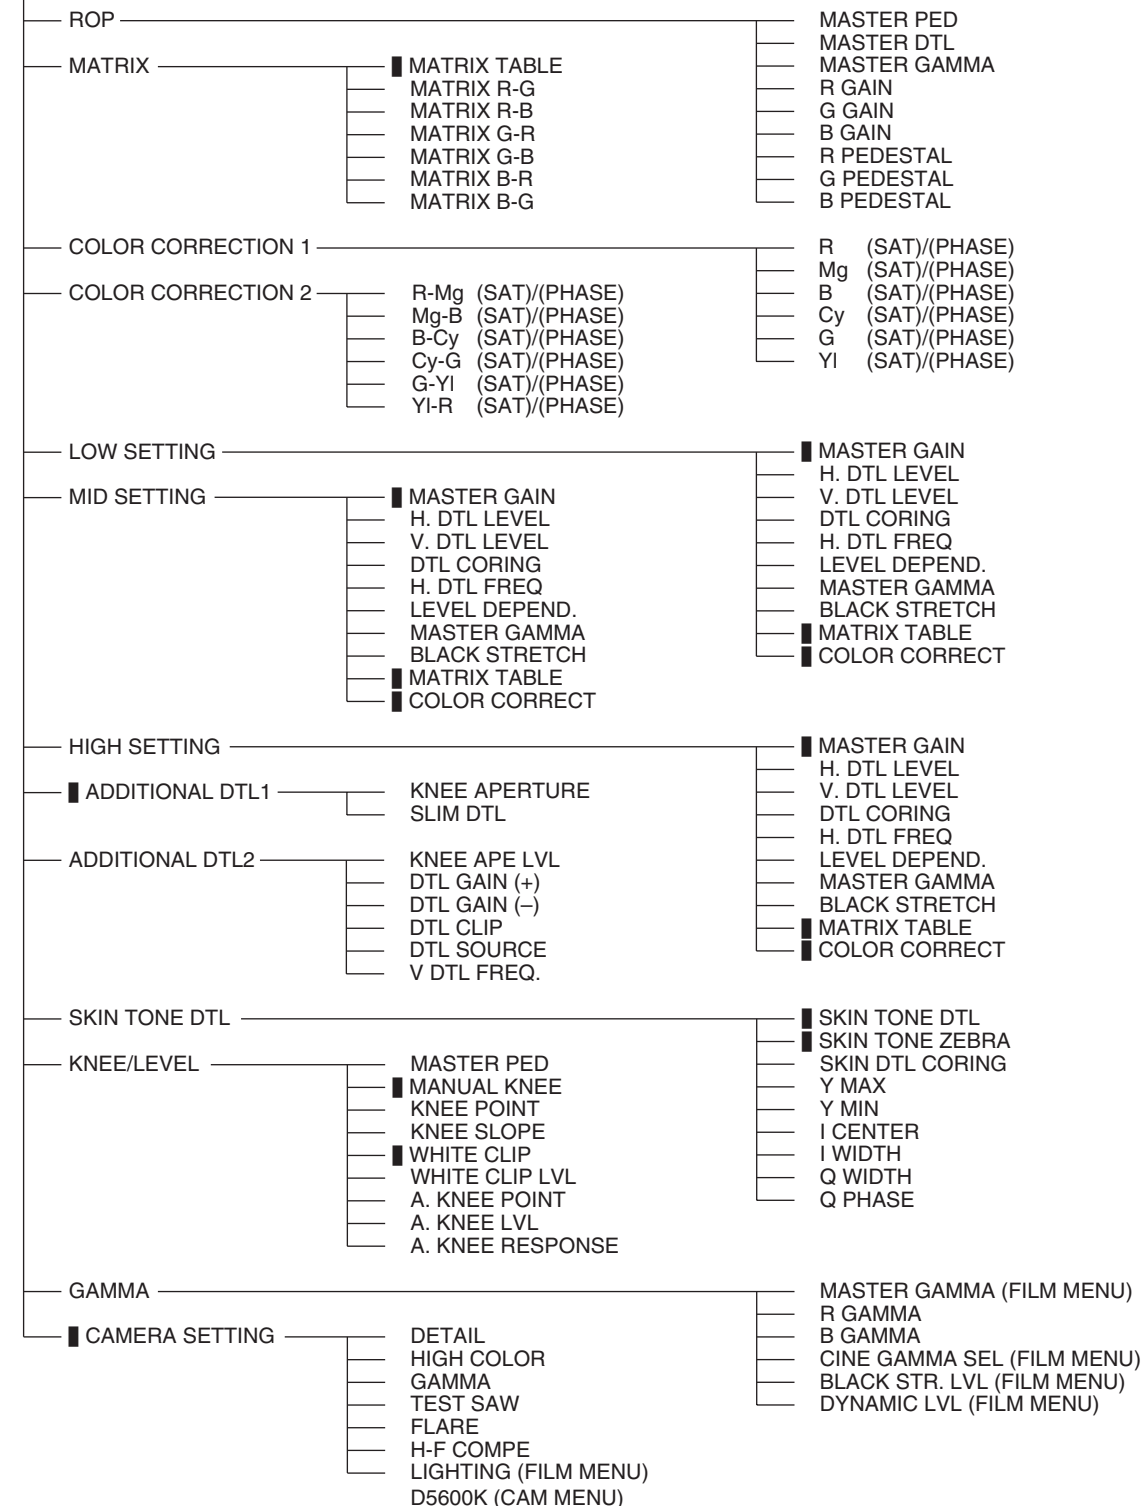 ROP
MASTER PED
MASTER DTL
MASTER GAMMA
R GAIN
G GAIN
B GAIN
R PEDESTAL
G PEDESTAL
B PEDESTAL
MATRIX
MATRIX TABLE
MATRIX R-G
MATRIX R-B
MATRIX G-R
MATRIX G-B
MATRIX B-R
MATRIX B-G
COLOR CORRECTION 1
R (SAT)/(PHASE)
Mg (SAT)/(PHASE)
B (SAT)/(PHASE)
Cy (SAT)/(PHASE)
G (SAT)/(PHASE)
Yl (SAT)/(PHASE)
COLOR CORRECTION 2
R-Mg (SAT)/(PHASE)
Mg-B (SAT)/(PHASE)
B-Cy (SAT)/(PHASE)
Cy-G (SAT)/(PHASE)
G-Yl (SAT)/(PHASE)
Yl-R (SAT)/(PHASE)
LOW SETTING
MASTER GAIN
H. DTL LEVEL
V. DTL LEVEL
DTL CORING
H. DTL FREQ
LEVEL DEPEND.
MASTER GAMMA
BLACK STRETCH
MATRIX TABLE
COLOR CORRECT
MID SETTING
MASTER GAIN
H. DTL LEVEL
V. DTL LEVEL
DTL CORING
H. DTL FREQ
LEVEL DEPEND.
MASTER GAMMA
BLACK STRETCH
MATRIX TABLE
COLOR CORRECT
HIGH SETTING
MASTER GAIN
H. DTL LEVEL
V. DTL LEVEL
DTL CORING
H. DTL FREQ
LEVEL DEPEND.
MASTER GAMMA
BLACK STRETCH
MATRIX TABLE
COLOR CORRECT
ADDITIONAL DTL1
KNEE APERTURE
SLIM DTL
ADDITIONAL DTL2
KNEE APE LVL
DTL GAIN (+)
DTL GAIN (–)
DTL CLIP
DTL SOURCE
V DTL FREQ.
SKIN TONE DTL
SKIN TONE DTL
SKIN TONE ZEBRA
SKIN DTL CORING
Y MAX
Y MIN
I CENTER
I WIDTH
Q WIDTH
Q PHASE
KNEE/LEVEL
MASTER PED
MANUAL KNEE
KNEE POINT
KNEE SLOPE
WHITE CLIP
WHITE CLIP LVL
A. KNEE POINT
A. KNEE LVL
A. KNEE RESPONSE
GAMMA
MASTER GAMMA (FILM MENU)
R GAMMA
B GAMMA
CINE GAMMA SEL (FILM MENU)
BLACK STR. LVL (FILM MENU)
DYNAMIC LVL (FILM MENU)
CAMERA SETTING
DETAIL
HIGH COLOR
GAMMA
TEST SAW
FLARE
H-F COMPE
LIGHTING (FILM MENU)
D5600K (CAM MENU)